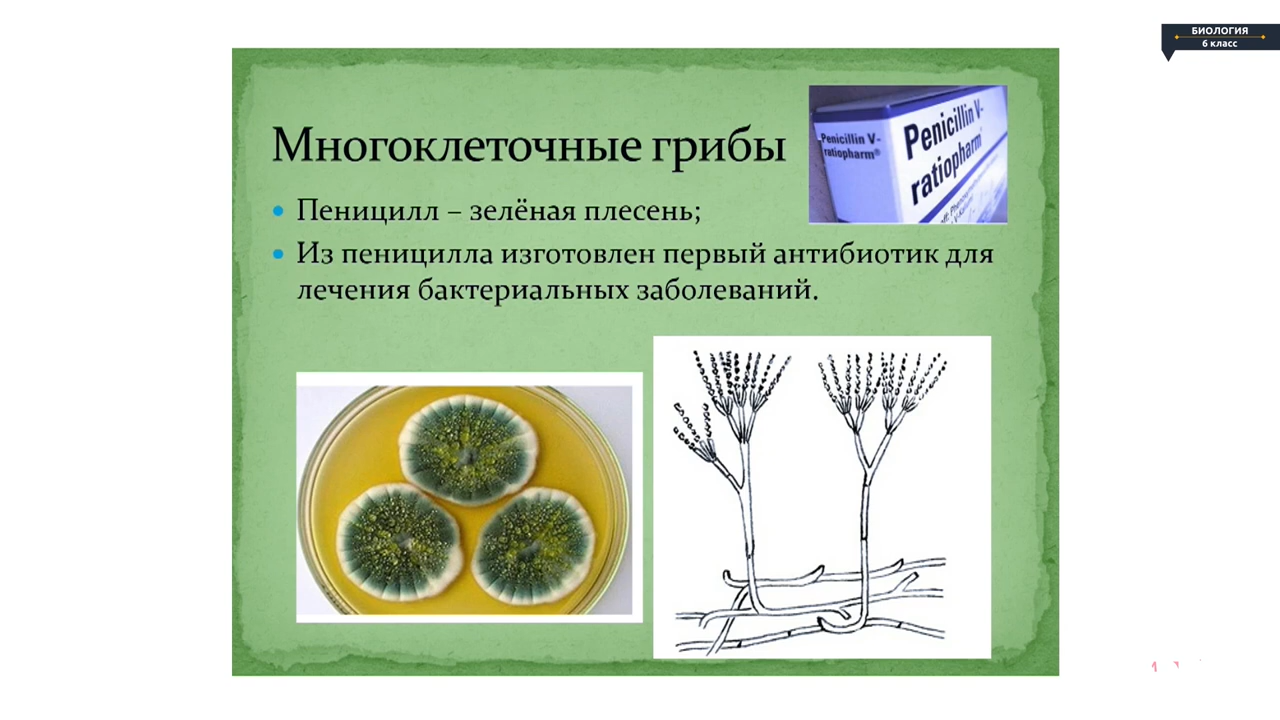 БИОЛОГИЯ
6 класс
Многоклеточные грибы
Penicillin V-
ratiopharm®
Penicillin V-
ratiopharm®
• Пеницилл – зелёная плесень;
• Из пеницилла изготовлен первый антибиотик для
лечения бактериальных заболеваний.